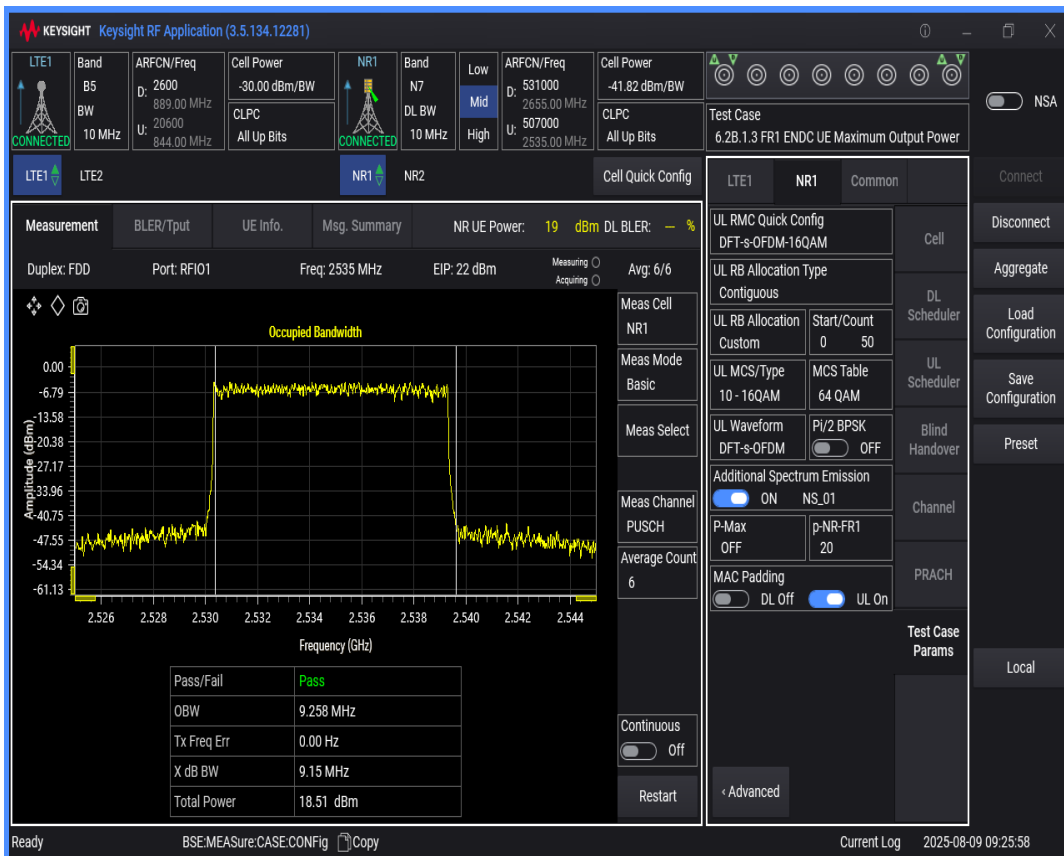 KEYSIGHT Keysight RF Application (3.5.134.12281)
LTE1 Band ARFCN/Freq Cell Power NR1 Band Low ARFCN/Freq Cell Power
B5 D: 2600 -30.00 dBm/BW N7 D: 531000 -41.82 dBm/BW
889.00 MHz 2655.00 MHz
BW CLPC DL BW Mid CLPC Test Case NSA
10 MHz U: 20600 All Up Bits 10 MHz High U: 507000 All Up Bits 6.2B.1.3 FR1 ENDC UE Maximum Output Power
CONNECTED 844.00 MHz CONNECTED 2535.00 MHz
LTE1 LTE2 NR1 NR2 Cell Quick Config LTE1 NR1 Common Connect
Measurement BLER/Tput UE Info. Msg. Summary NR UE Power: 19 dBm DL BLER: -- %
Duplex: FDD Port: RFIO1 Freq: 2535 MHz EIP: 22 dBm Measuring Avg: 6/6
Acquiring
Occupied Bandwidth
Amplitude (dBm)
0.00
-6.79
-13.58
-20.38
-27.17
-33.96
-40.75
-47.55
-54.34
-61.13
2.526 2.528 2.530 2.532 2.534 2.536 2.538 2.540 2.542 2.544
Frequency (GHz)
Pass/Fail Pass
OBW 9.258 MHz
Tx Freq Err 0.00 Hz
X dB BW 9.15 MHz
Total Power 18.51 dBm
Meas Cell
NR1
Meas Mode
Basic
Meas Select
Meas Channel
PUSCH
Average Count
6
Continuous
Off
Restart
UL RMC Quick Config
DFT-s-OFDM-16QAM
UL RB Allocation Type
Contiguous
UL RB Allocation Start/Count
Custom 0 50
UL MCS/Type MCS Table
10 - 16QAM 64 QAM
UL Waveform Pi/2 BPSK
DFT-s-OFDM OFF
Additional Spectrum Emission
ON NS_01
P-Max p-NR-FR1
OFF 20
MAC Padding
DL Off UL On
‹ Advanced
Cell
DL
Scheduler
UL
Scheduler
Blind
Handover
Channel
PRACH
Test Case
Params
Disconnect
Aggregate
Load
Configuration
Save
Configuration
Preset
Local
Ready BSE:MEASure:CASE:CONFig Copy Current Log 2025-08-09 09:25:58